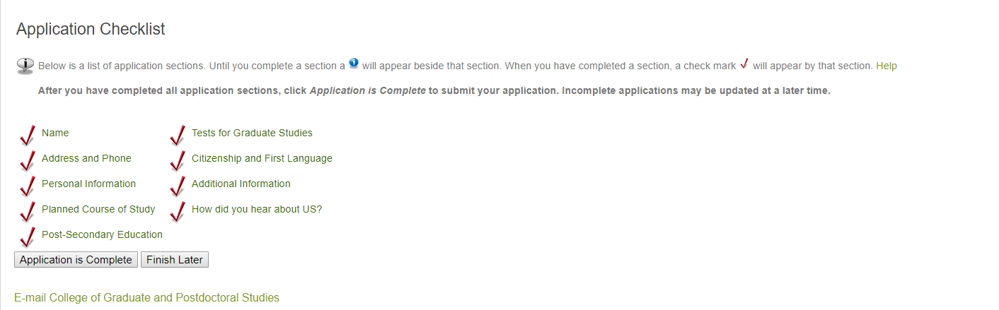 Application Checklist
Below is a list of application sections. Until you complete a section a will appear beside that section. When you have completed a section, a check mark will appear by that section. Help
After you have completed all application sections, click Application is Complete to submit your application. Incomplete applications may be updated at a later time.
Name
Address and Phone
Personal Information
Planned Course of Study
Post-Secondary Education
Tests for Graduate Studies
Citizenship and First Language
Additional Information
How did you hear about US?
Application is Complete Finish Later
E-mail College of Graduate and Postdoctoral Studies